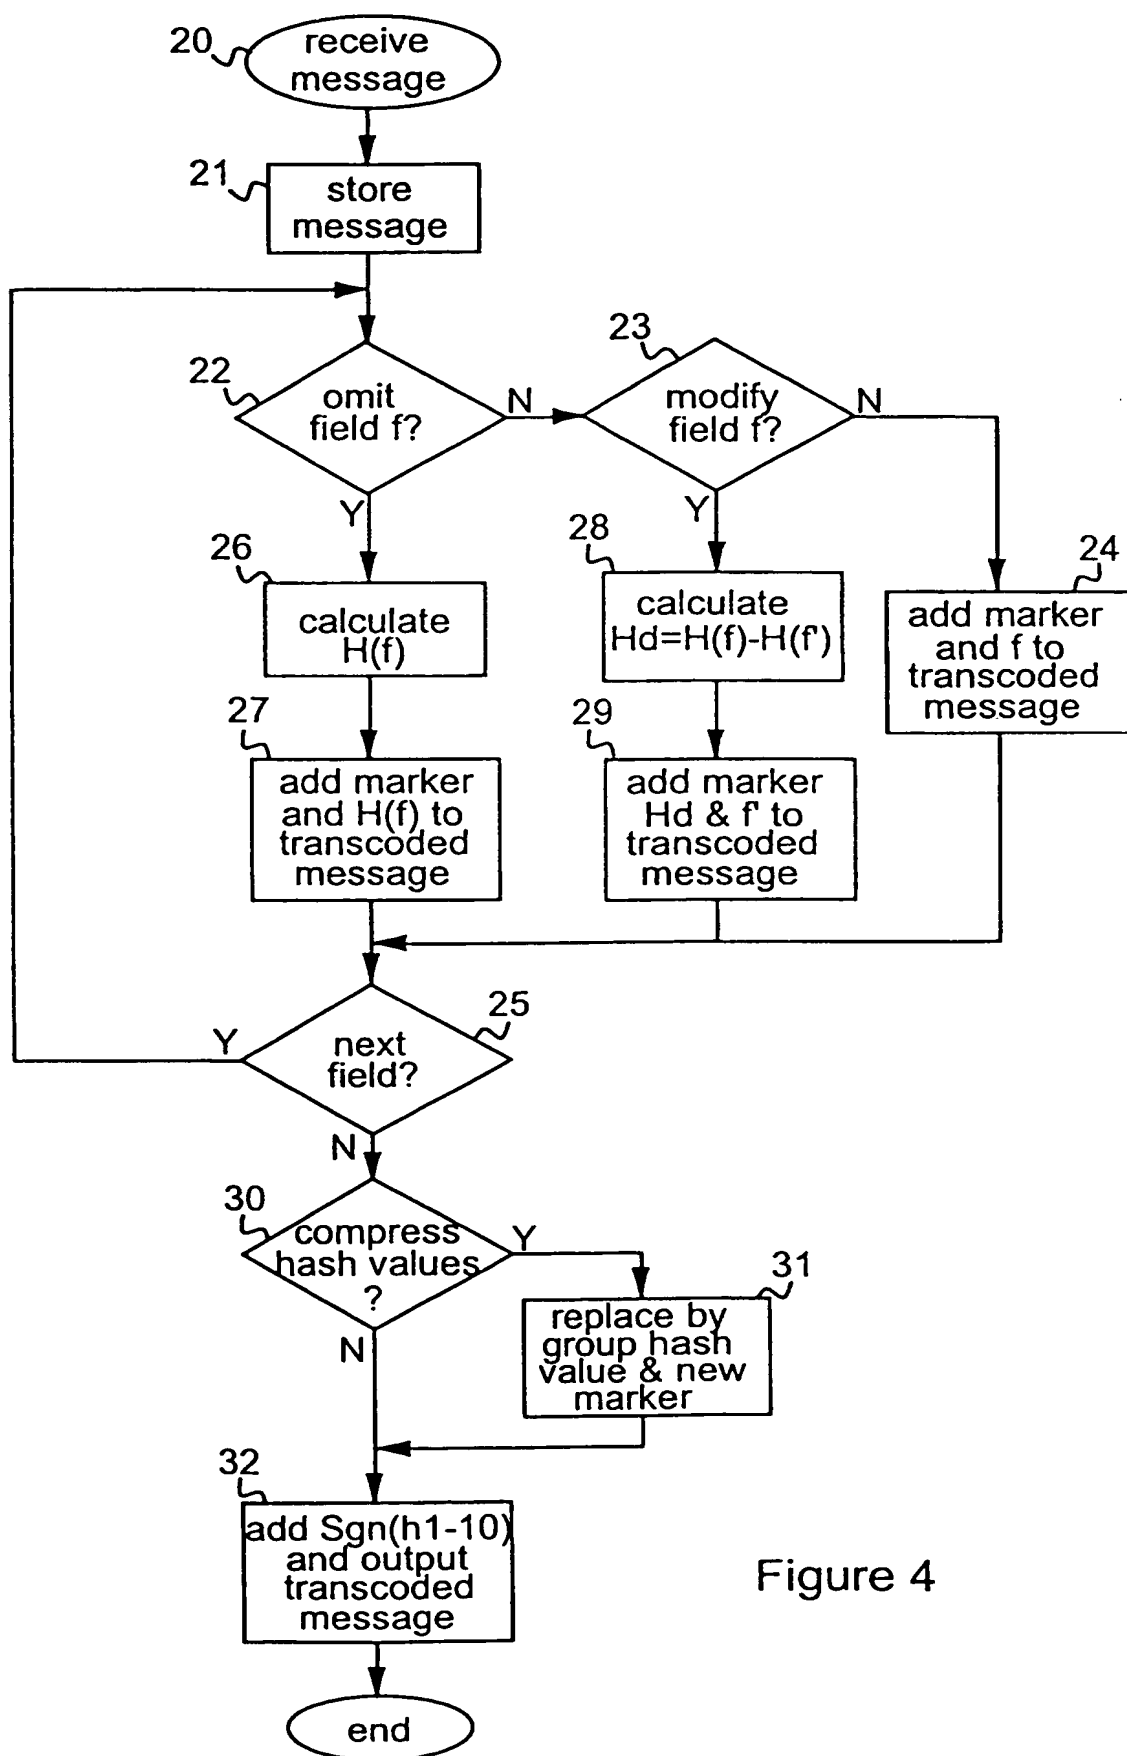 20
receive
message
21
store
message
22
omit
field f?
N
23
modify
field f?
N
Y
Y
26
calculate
H(f)
28
calculate
Hd=H(f)-H(f')
24
add marker
and f to
transcoded
message
27
add marker
and H(f) to
transcoded
message
29
add marker
Hd & f' to
transcoded
message
25
Y
next
field?
N
30
compress
hash values
?
Y
N
31
replace by
group hash
value & new
marker
32
add Sgn(h1-10)
and output
transcoded
message
Figure 4
end